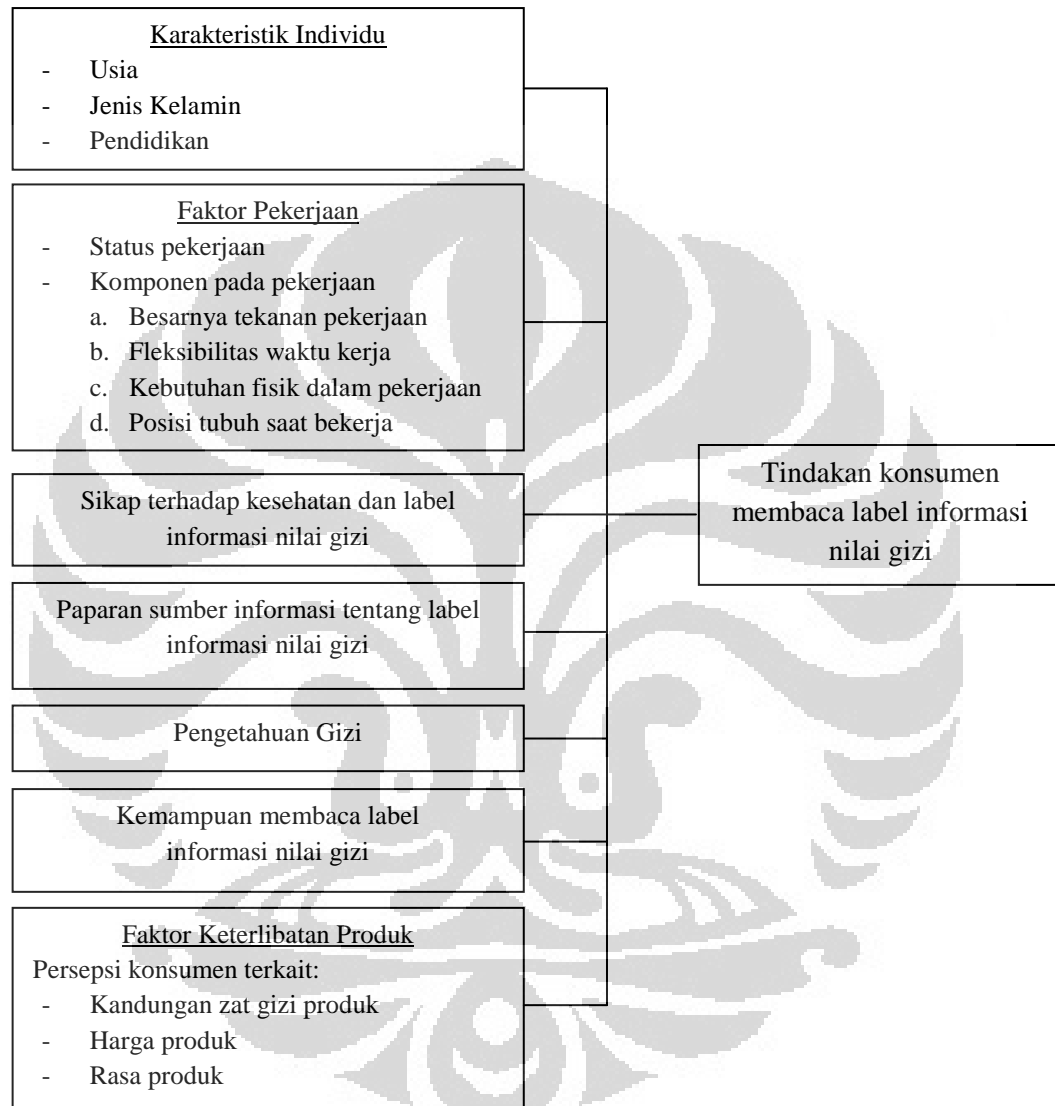 Karakteristik Individu
- Usia
- Jenis Kelamin
- Pendidikan
Faktor Pekerjaan
- Status pekerjaan
- Komponen pada pekerjaan
a. Besarnya tekanan pekerjaan
b. Fleksibilitas waktu kerja
c. Kebutuhan fisik dalam pekerjaan
d. Posisi tubuh saat bekerja
Sikap terhadap kesehatan dan label
informasi nilai gizi
Paparan sumber informasi tentang label
informasi nilai gizi
Pengetahuan Gizi
Kemampuan membaca label
informasi nilai gizi
Faktor Keterlibatan Produk
Persepsi konsumen terkait:
- Kandungan zat gizi produk
- Harga produk
- Rasa produk
Tindakan konsumen
membaca label informasi
nilai gizi